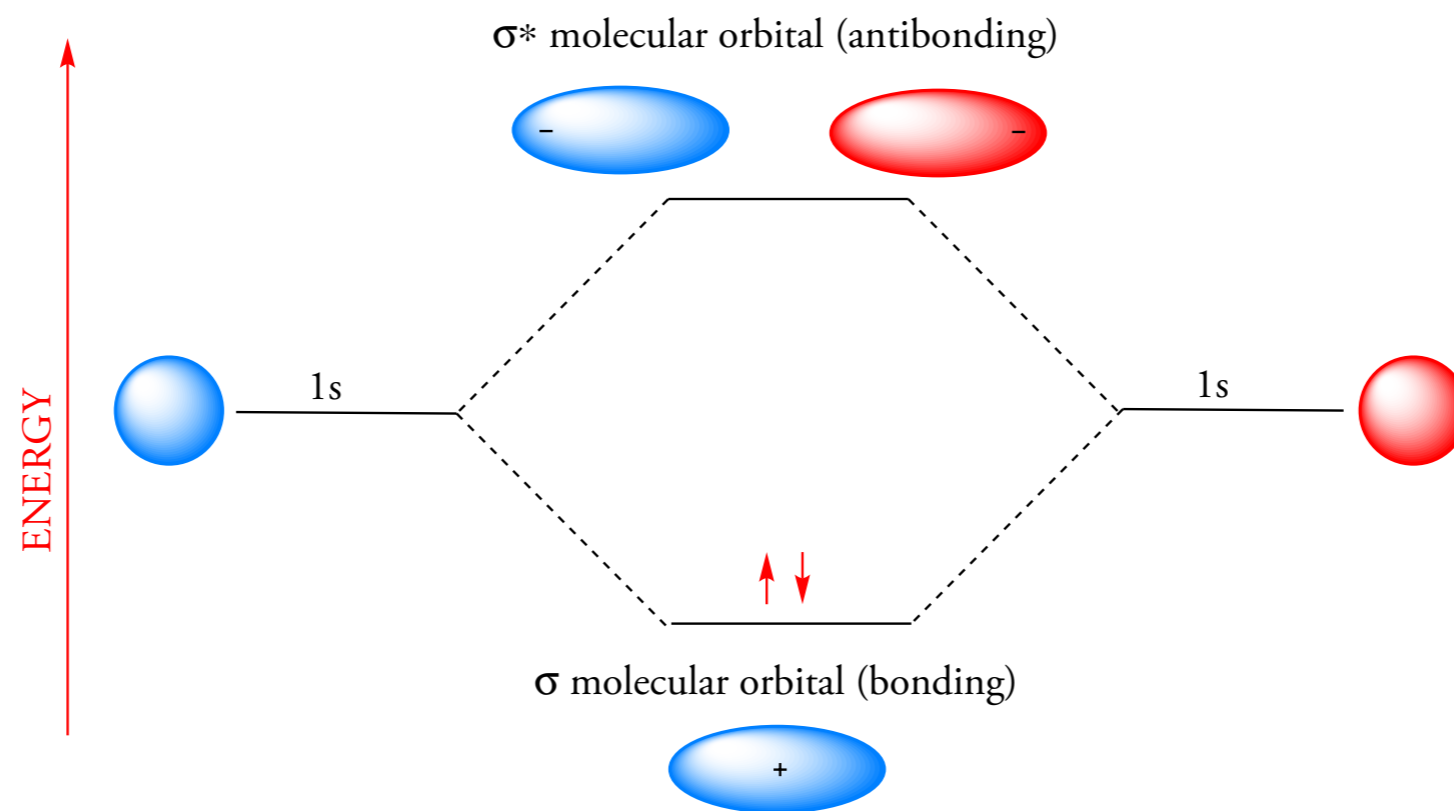 σ* molecular orbital (antibonding)
− −
ENERGY
1s 1s
σ molecular orbital (bonding)
+